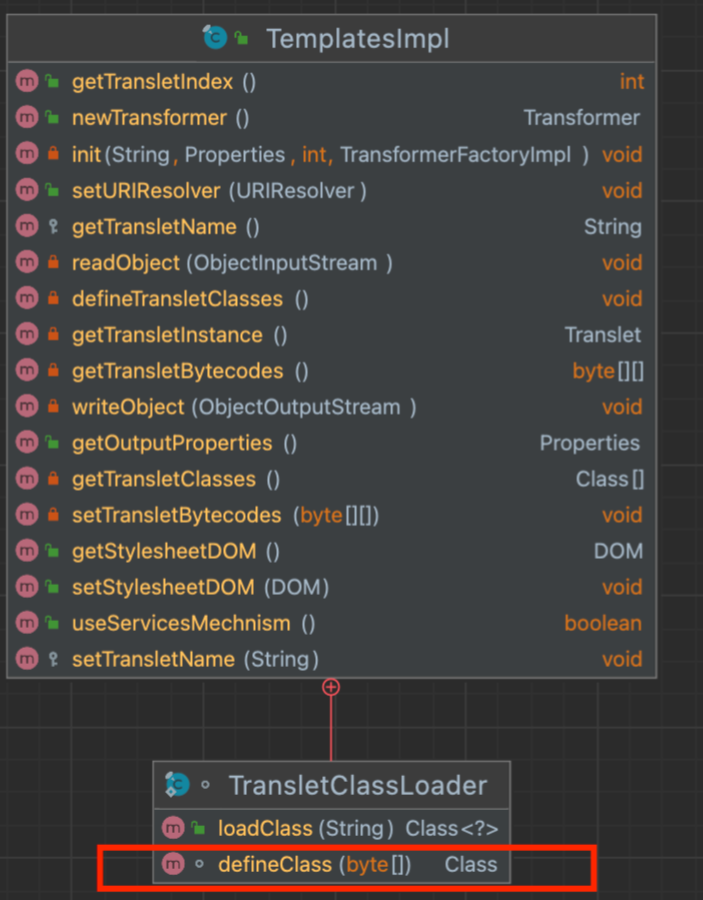 TemplatesImpl
getTransletIndex () int
newTransformer () Transformer
init(String, Properties, int, TransformerFactoryImpl ) void
setURIResolver (URIResolver ) void
getTransletName () String
readObject (ObjectInputStream ) void
defineTransletClasses () void
getTransletInstance () Translet
getTransletBytecodes () byte[][]
writeObject (ObjectOutputStream ) void
getOutputProperties () Properties
getTransletClasses () Class[]
setTransletBytecodes (byte[][]) void
getStylesheetDOM () DOM
setStylesheetDOM (DOM) void
useServicesMechnism () boolean
setTransletName (String) void
TransletClassLoader
loadClass (String) Class<?>
defineClass (byte[]) Class